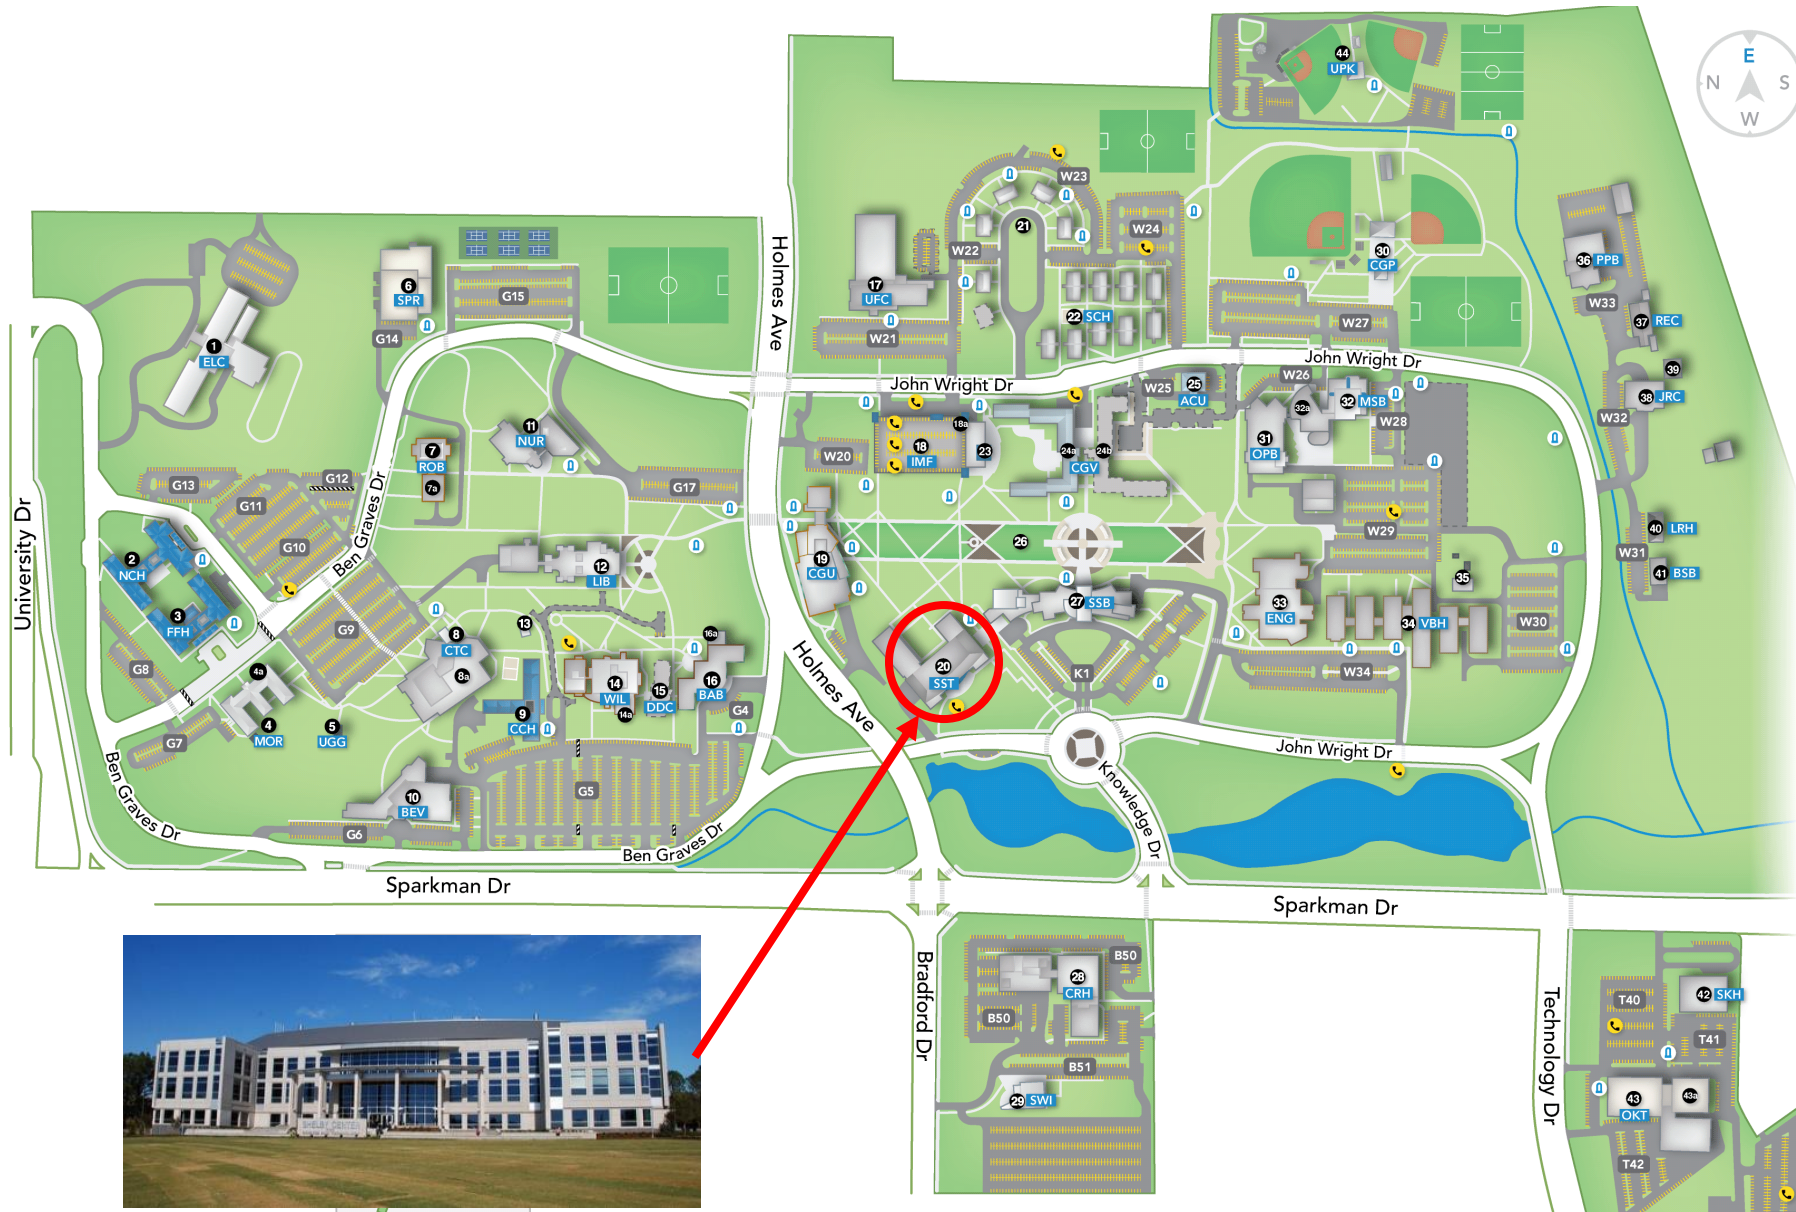 44
UPK
E
N
S
W
W23
21
W24
W22
30
CGP
36 PPB
W33
6
SPR
G15
G14
17
UFC
W21
22 SCH
W27
37 REC
1
ELC
Holmes Ave
John Wright Dr
John Wright Dr
39
38 JRC
W32
W25
25
ACU
W26
32a
32 MSB
W28
31
OPB
11
NUR
7
ROB
7a
G12
G13
G11
G10
G17
18a
18
IMF
W20
23
24a
24b
CGV
W29
40 LRH
W31
41 BSB
University Dr
Ben Graves Dr
2
NCH
3
FFH
12
LIB
19
CGU
26
27 SSB
33
ENG
35
34 VBH
W30
W34
G9
G8
13
8
CTC
8a
4a
4
MOR
5
UGG
G7
9
CCH
14
WIL
14a
15
DDC
16a
16
BAB
G4
20
SST
K1
Holmes Ave
John Wright Dr
Knowledge Dr
10
BEV
G6
G5
Ben Graves Dr
Ben Graves Dr
Sparkman Dr
Sparkman Dr
Bradford Dr
28
CRH
B50
B50
B51
29 SWI
Technology Dr
T40
42 SKH
T41
43
OKT
43a
T42
SHELBY CENTER